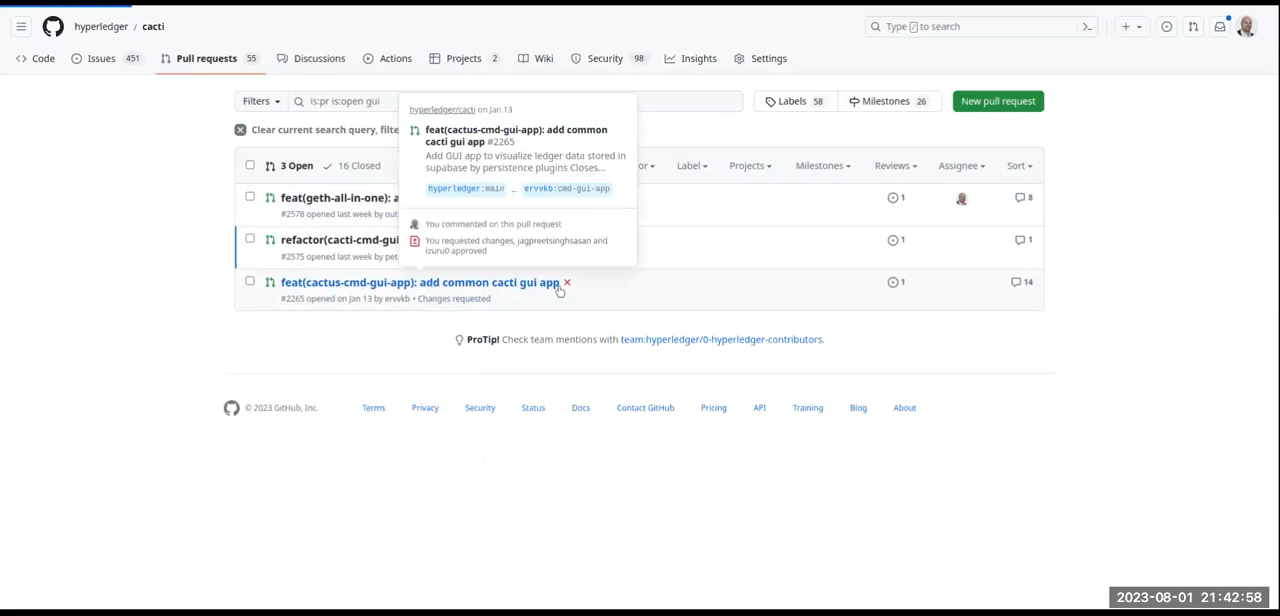 hyperledger / cacti
Type / to search
Code
Issues 451
Pull requests 55
Discussions
Actions
Projects 2
Wiki
Security 98
Insights
Settings
Filters
is:pr is:open gui
Labels 58
Milestones 26
New pull request
Clear current search query, filte
3 Open
16 Closed
or
Label
Projects
Milestones
Reviews
Assignee
Sort
feat(geth-all-in-one): a
1
8
#2578 opened last week by out
refactor(cacti-cmd-gui
1
1
#2575 opened last week by pet
feat(cactus-cmd-gui-app): add common cacti gui app
1
14
#2265 opened on Jan 13 by ervvkb • Changes requested
hyperledger/cacti on Jan 13
feat(cactus-cmd-gui-app): add common
cacti gui app #2265
Add GUI app to visualize ledger data stored in
supabase by persistence plugins Closes...
hyperledger:main ... ervvkb:cmd-gui-app
You commented on this pull request
You requested changes, jagpreetsinghsasan and
izuru0 approved
ProTip! Check team mentions with team:hyperledger/0-hyperledger-contributors.
© 2023 GitHub, Inc.
Terms
Privacy
Security
Status
Docs
Contact GitHub
Pricing
API
Training
Blog
About
2023-08-01 21:42:58